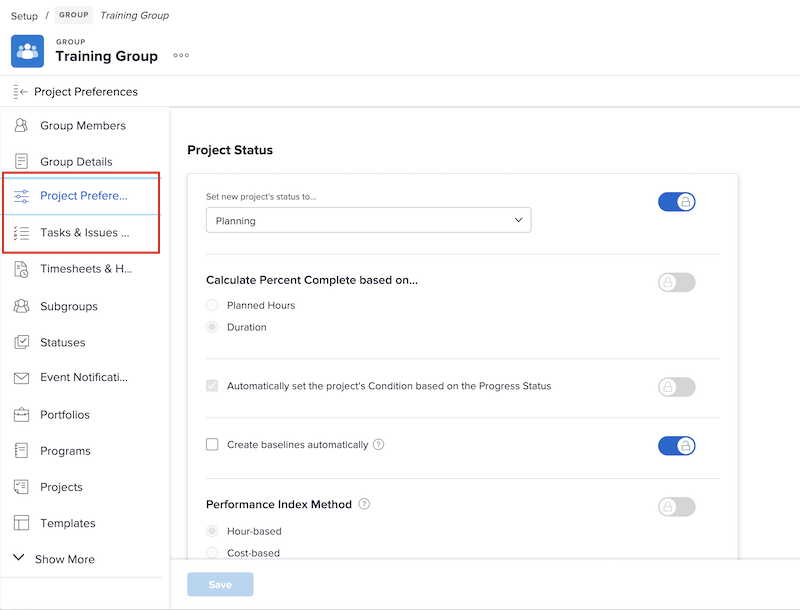 Setup / GROUP Training Group
GROUP
Training Group
Project Preferences
Group Members
Group Details
Project Prefere...
Tasks & Issues ...
Timesheets & H...
Subgroups
Statuses
Event Notificati...
Portfolios
Programs
Projects
Templates
Show More
Project Status
Set new project's status to...
Planning
Calculate Percent Complete based on...
Planned Hours
Duration
Automatically set the project's Condition based on the Progress Status
Create baselines automatically ?
Performance Index Method ?
Hour-based
Cost-based
Save